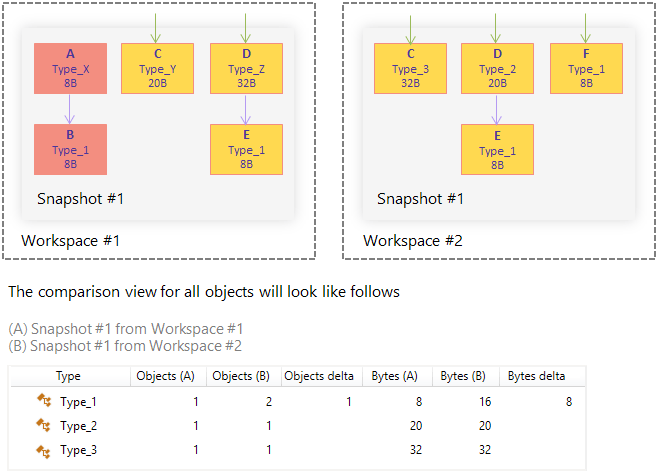 A
Type_X
8B
C
Type_Y
20B
D
Type_Z
32B
B
Type_1
8B
E
Type_1
8B
Snapshot #1
Workspace #1
C
Type_3
32B
D
Type_2
20B
F
Type_1
8B
E
Type_1
8B
Snapshot #1
Workspace #2
The comparison view for all objects will look like follows
(A) Snapshot #1 from Workspace #1
(B) Snapshot #1 from Workspace #2
Type Objects (A) Objects (B) Objects delta Bytes (A) Bytes (B) Bytes delta
Type_1 1 2 1 8 16 8
Type_2 1 1 20 20
Type_3 1 1 32 32